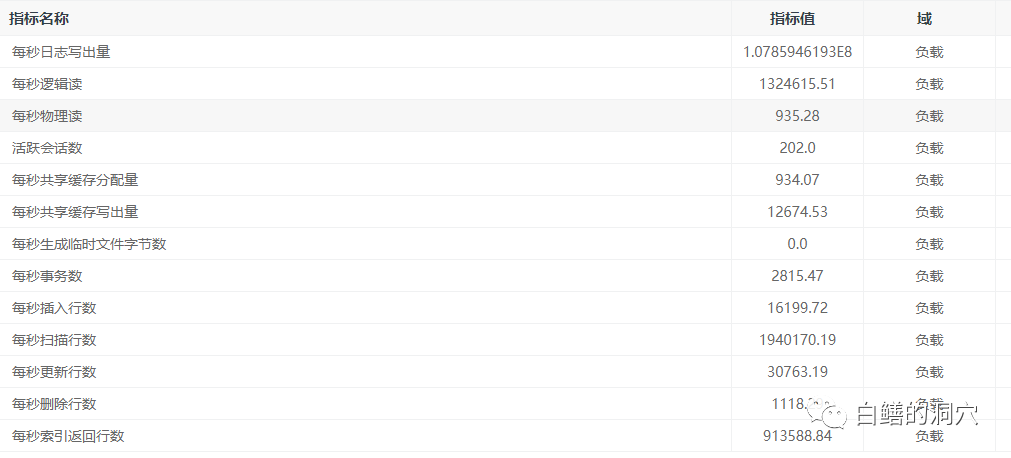 指标名称 指标值 域
每秒日志写出量 1.0785946193E8 负载
每秒逻辑读 1324615.51 负载
每秒物理读 935.28 负载
活跃会话数 202.0 负载
每秒共享缓存分配量 934.07 负载
每秒共享缓存写出量 12674.53 负载
每秒生成临时文件字节数 0.0 负载
每秒事务数 2815.47 负载
每秒插入行数 16199.72 负载
每秒扫描行数 1940170.19 负载
每秒更新行数 30763.19 负载
每秒删除行数 1118. 负载
白鳝的洞穴
每秒索引返回行数 913588.84 负载